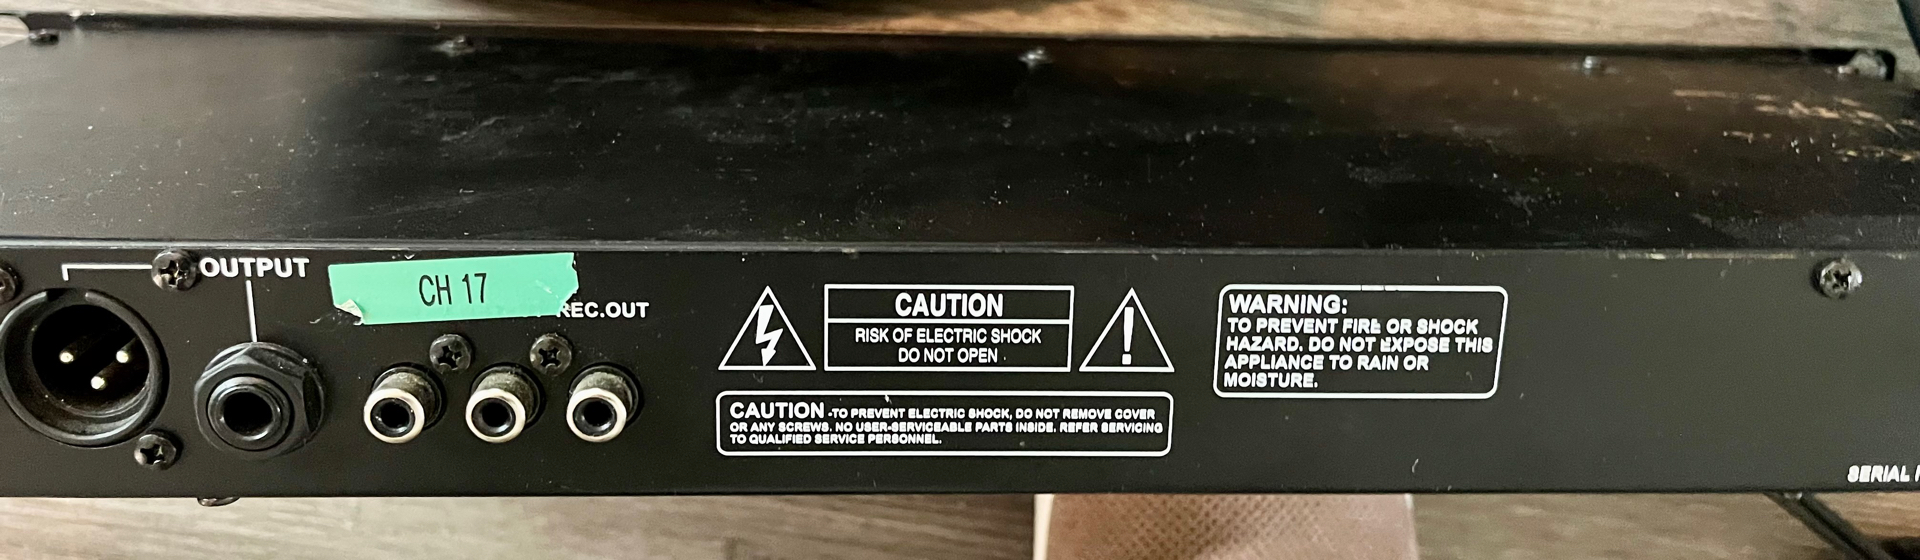 OUTPUT
CH 17
REC.OUT
CAUTION
RISK OF ELECTRIC SHOCK
DO NOT OPEN
WARNING:
TO PREVENT FIRE OR SHOCK
HAZARD. DO NOT EXPOSE THIS
APPLIANCE TO RAIN OR
MOISTURE.
CAUTION -TO PREVENT ELECTRIC SHOCK, DO NOT REMOVE COVER
OR ANY SCREWS. NO USER-SERVICEABLE PARTS INSIDE. REFER SERVICING
TO QUALIFIED SERVICE PERSONNEL.
SERIAL